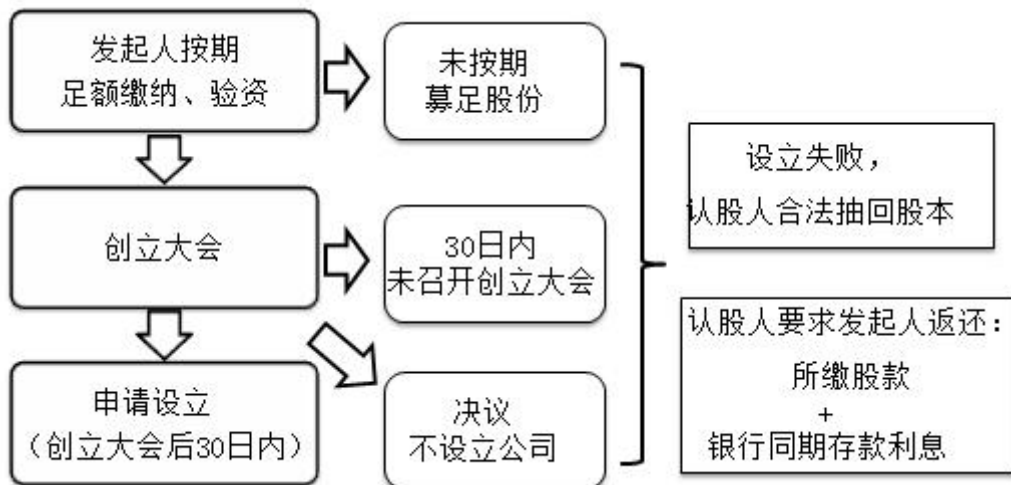 发起人按期
足额缴纳、验资
未按期
募足股份
设立失败，
认股人合法抽回股本
创立大会
30日内
未召开创立大会
认股人要求发起人返还：
所缴股款
+
银行同期存款利息
申请设立
（创立大会后30日内）
决议
不设立公司